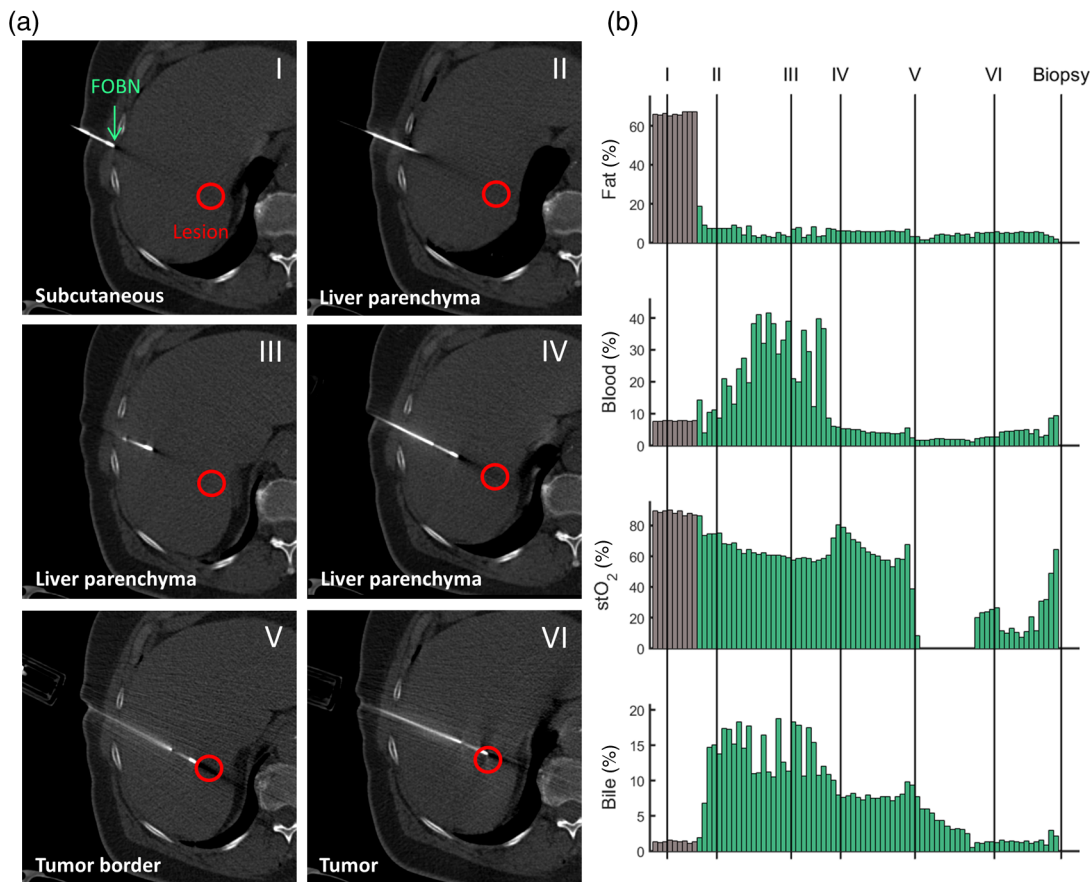 (a)
I
FOBN
Lesion
Subcutaneous
II
Liver parenchyma
III
Liver parenchyma
IV
Liver parenchyma
V
Tumor border
VI
Tumor
(b)
I II III IV V VI Biopsy
Fat (%)
60
40
20
0
Blood (%)
40
30
20
10
0
stO2 (%)
80
60
40
20
0
Bile (%)
20
15
10
5
0